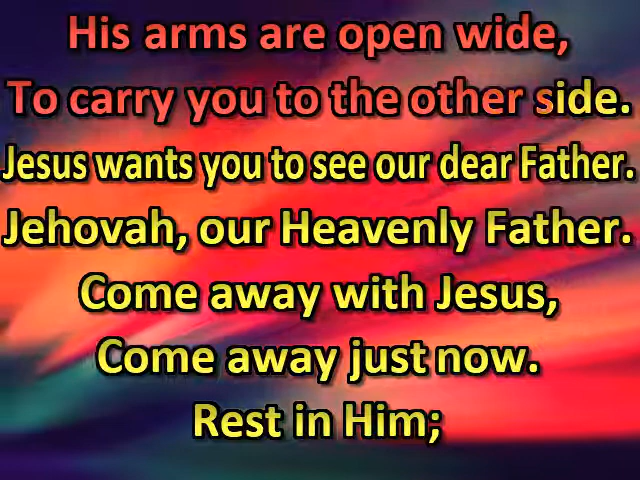 His arms are open wide,
To carry you to the other side.
Jesus wants you to see our dear Father.
Jehovah, our Heavenly Father.
Come away with Jesus,
Come away just now.
Rest in Him;